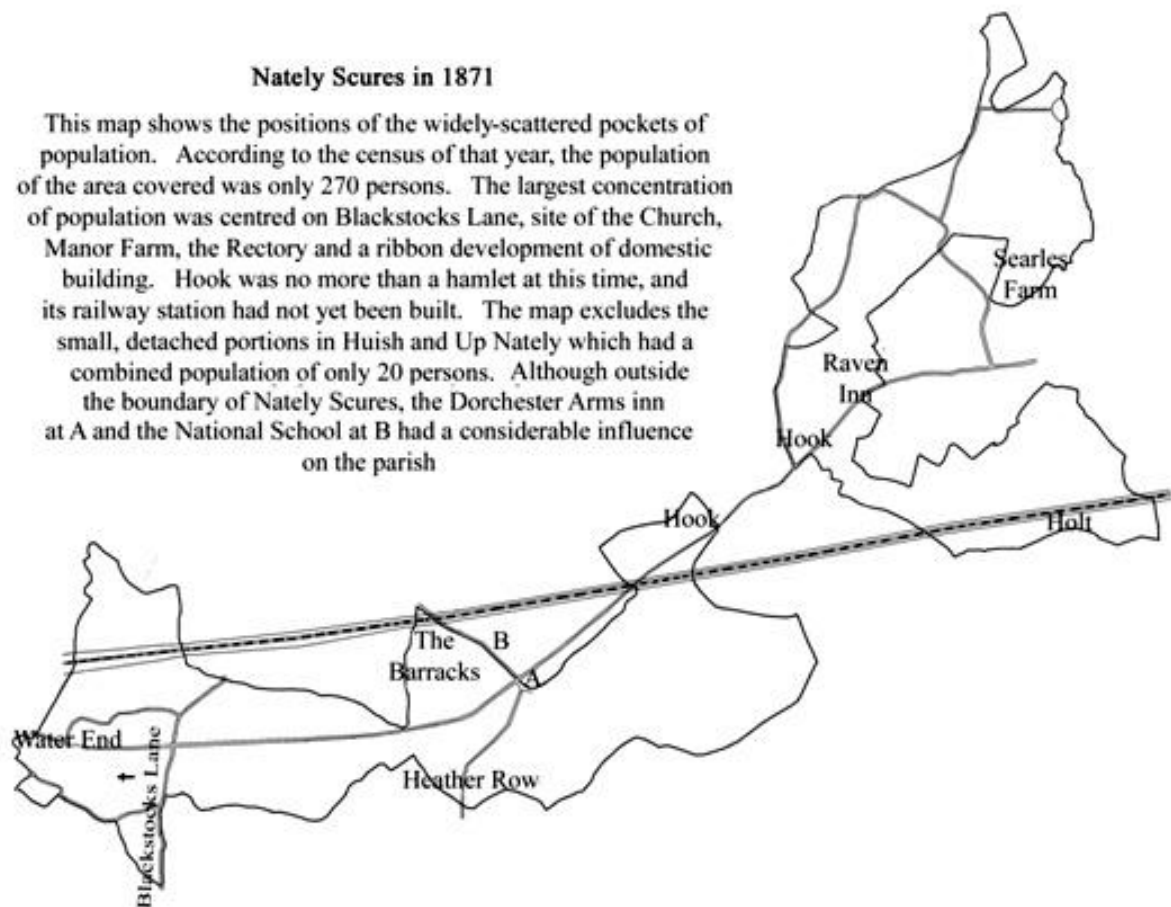 Nately Scures in 1871
This map shows the positions of the widely-scattered pockets of
population. According to the census of that year, the population
of the area covered was only 270 persons. The largest concentration
of population was centred on Blackstocks Lane, site of the Church,
Manor Farm, the Rectory and a ribbon development of domestic
building. Hook was no more than a hamlet at this time, and
its railway station had not yet been built. The map excludes the
small, detached portions in Huish and Up Nately which had a
combined population of only 20 persons. Although outside
the boundary of Nately Scures, the Dorchester Arms inn
at A and the National School at B had a considerable influence
on the parish
Searles
Farm
Raven
Inn
Hook
Hook
Holt
The
Barracks
B
A
Water End
Heather Row
Blackstocks Lane